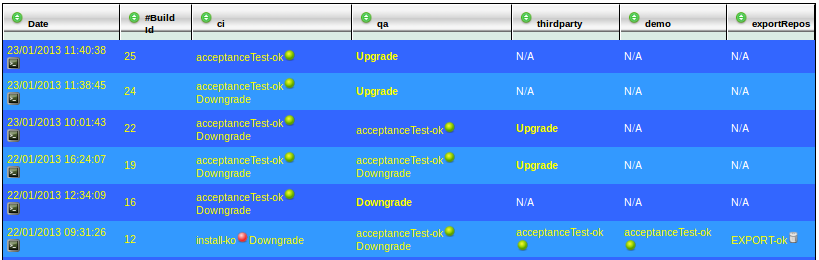 Date #Build Id ci qa thirdparty demo exportRepos
23/01/2013 11:40:38 25 acceptanceTest-ok Upgrade N/A N/A N/A
23/01/2013 11:38:45 24 acceptanceTest-ok Downgrade Upgrade N/A N/A N/A
23/01/2013 10:01:43 22 acceptanceTest-ok Downgrade acceptanceTest-ok Upgrade N/A N/A
22/01/2013 16:24:07 19 acceptanceTest-ok Downgrade acceptanceTest-ok Downgrade Upgrade N/A N/A
22/01/2013 12:34:09 16 acceptanceTest-ok Downgrade Downgrade N/A N/A N/A
22/01/2013 09:31:26 12 install-ko Downgrade acceptanceTest-ok Downgrade acceptanceTest-ok acceptanceTest-ok EXPORT-ok